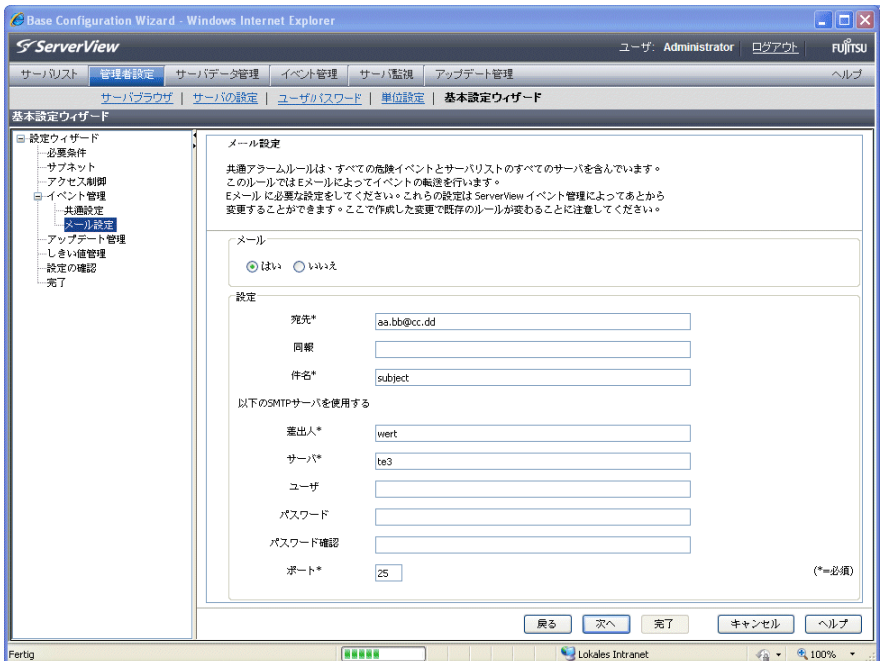 Base Configuration Wizard - Windows Internet Explorer
ServerView ユーザ: Administrator ログアウト FUJITSU
サーバリスト 管理者設定 サーバデータ管理 イベント管理 サーバ監視 アップデート管理 ヘルプ
サーバブラウザ | サーバの設定 | ユーザ/パスワード | 単位設定 | 基本設定ウィザード
基本設定ウィザード
設定ウィザード
必要条件
サブネット
アクセス制御
イベント管理
共通設定
メール設定
アップデート管理
しきい値管理
設定の確認
完了
メール設定
共通アラームルールは、すべての危険イベントとサーバリストのすべてのサーバを含んでいます。
このルールではEメールによってイベントの転送を行います。
Eメール に必要な設定をしてください。これらの設定は ServerView イベント管理によってあとから
変更することができます。ここで作成した変更で既存のルールが変わることに注意してください。
メール
はい いいえ
設定
宛先* aa.bb@cc.dd
同報
件名* subject
以下のSMTPサーバを使用する
差出人* wert
サーバ* te3
ユーザ
パスワード
パスワード確認
ポート* 25 (*=必須)
戻る 次へ 完了 キャンセル ヘルプ
Fertig Lokales Intranet 100%